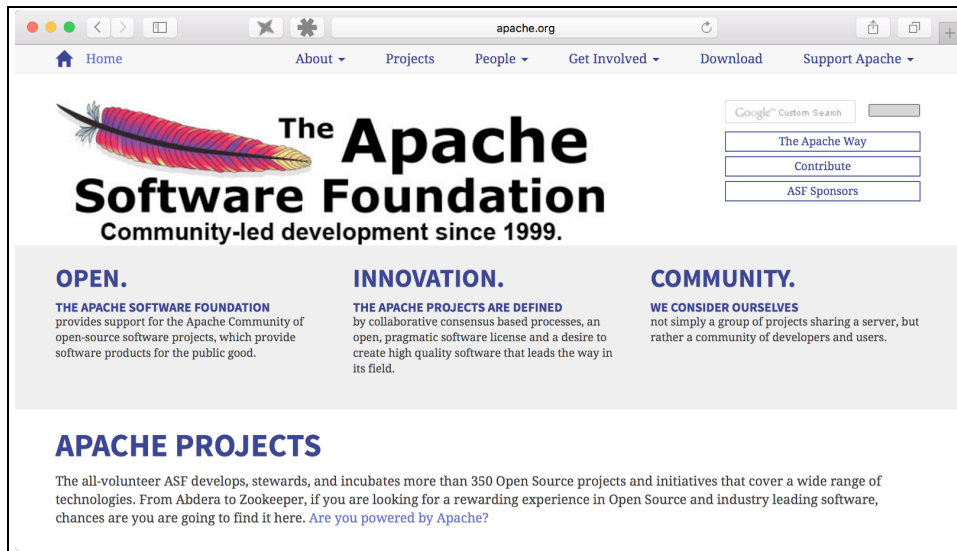 apache.org
Home
About
Projects
People
Get Involved
Download
Support Apache
Google™ Custom Search
The Apache
Software Foundation
Community-led development since 1999.
The Apache Way
Contribute
ASF Sponsors
OPEN.
THE APACHE SOFTWARE FOUNDATION
provides support for the Apache Community of
open-source software projects, which provide
software products for the public good.
INNOVATION.
THE APACHE PROJECTS ARE DEFINED
by collaborative consensus based processes, an
open, pragmatic software license and a desire to
create high quality software that leads the way in
its field.
COMMUNITY.
WE CONSIDER OURSELVES
not simply a group of projects sharing a server, but
rather a community of developers and users.
APACHE PROJECTS
The all-volunteer ASF develops, stewards, and incubates more than 350 Open Source projects and initiatives that cover a wide range of
technologies. From Abdera to Zookeeper, if you are looking for a rewarding experience in Open Source and industry leading software,
chances are you are going to find it here. Are you powered by Apache?